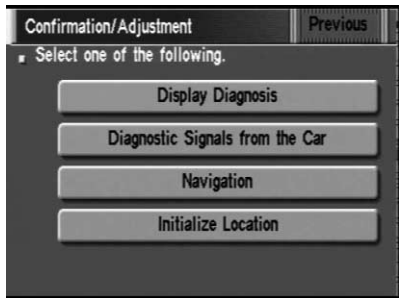 Confirmation/Adjustment Previous
Select one of the following.
Display Diagnosis
Diagnostic Signals from the Car
Navigation
Initialize Location